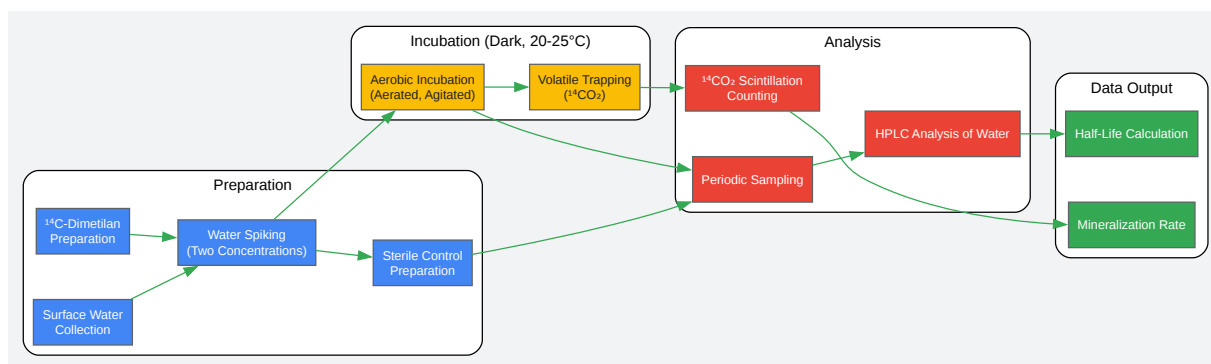 Incubation (Dark, 20-25°C)
Aerobic Incubation
(Aerated, Agitated)
Volatile Trapping
(¹⁴CO₂)
Analysis
¹⁴CO₂ Scintillation
Counting
HPLC Analysis of Water
Periodic Sampling
Data Output
Half-Life Calculation
Mineralization Rate
Preparation
¹⁴C-Dimetilan
Preparation
Water Spiking
(Two Concentrations)
Sterile Control
Preparation
Surface Water
Collection